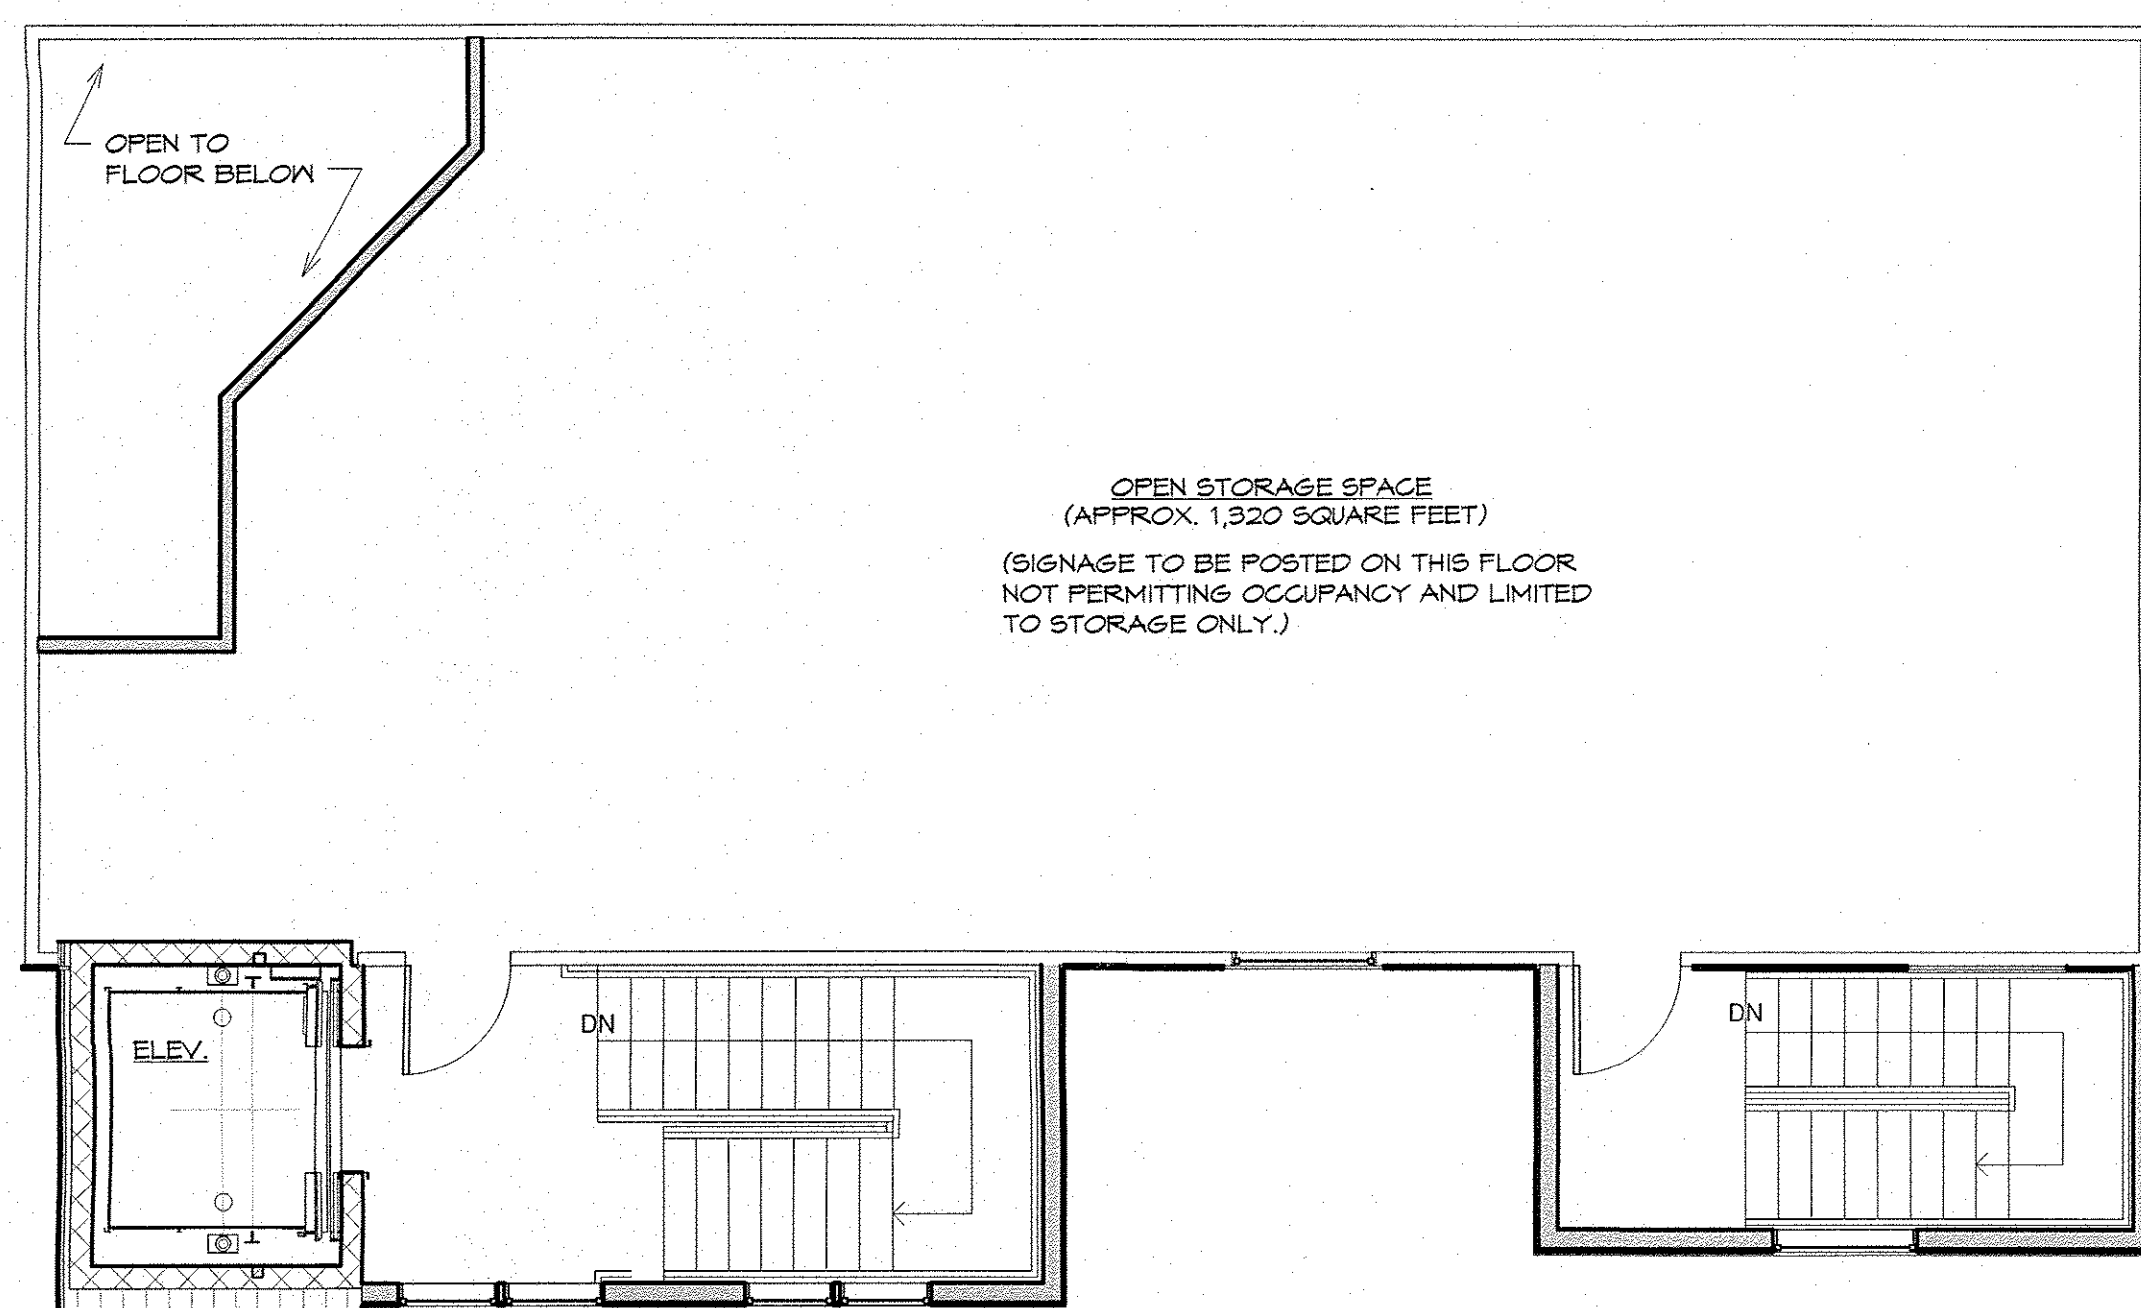 OPEN TO
FLOOR BELOW
OPEN STORAGE SPACE
(APPROX. 1,320 SQUARE FEET)
(SIGNAGE TO BE POSTED ON THIS FLOOR
NOT PERMITTING OCCUPANCY AND LIMITED
TO STORAGE ONLY.)
DN
DN
ELEV.